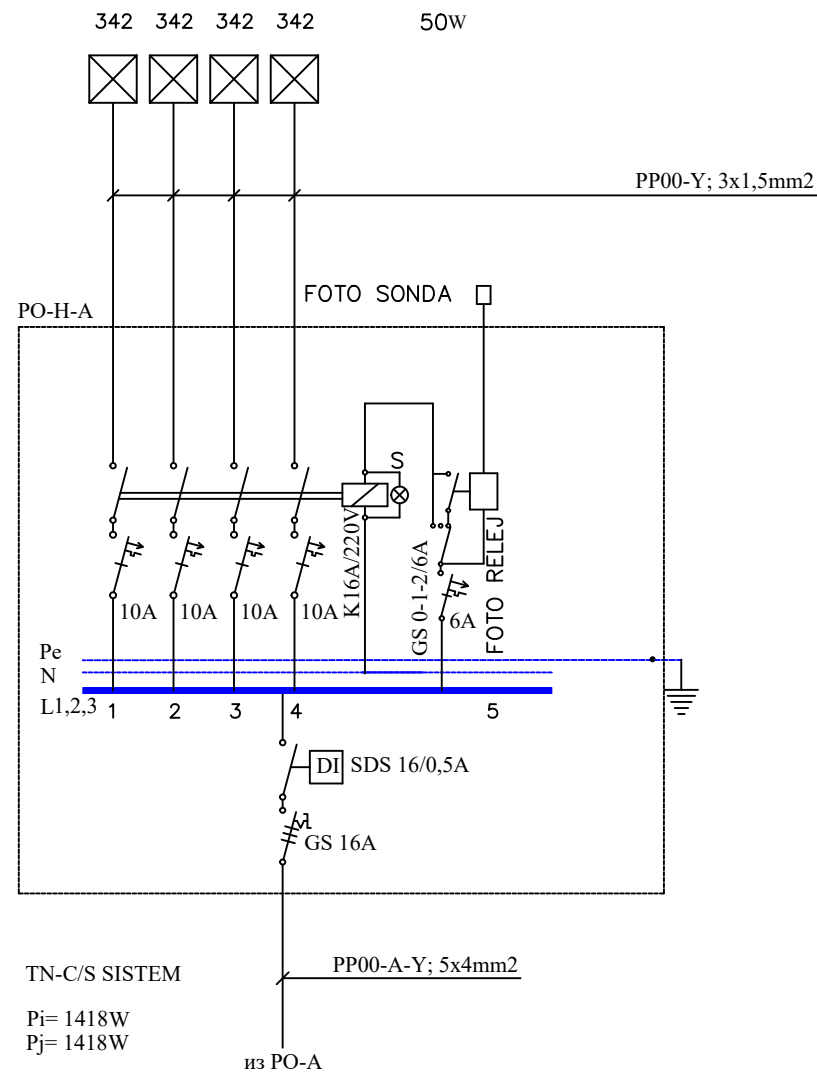 342 342 342 342 50W
PP00-Y; 3x1,5mm2
FOTO SONDA
PO-H-A
S
K16A/220V
GS 0-1-2/6A
FOTO RELEJ
10A 10A 10A 10A 6A
Pe
N
L1,2,3 1 2 3 4 5
DI SDS 16/0,5A
GS 16A
TN-C/S SISTEM
PP00-A-Y; 5x4mm2
Pi= 1418W
Pj= 1418W
из PO-A